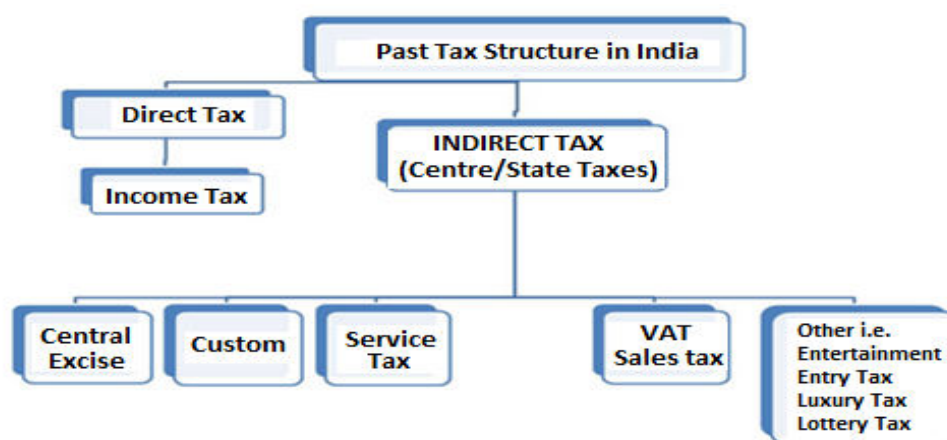 Past Tax Structure in India
Direct Tax
INDIRECT TAX
(Centre/State Taxes)
Income Tax
Central
Excise
Custom
Service
Tax
VAT
Sales tax
Other i.e.
Entertainment
Entry Tax
Luxury Tax
Lottery Tax